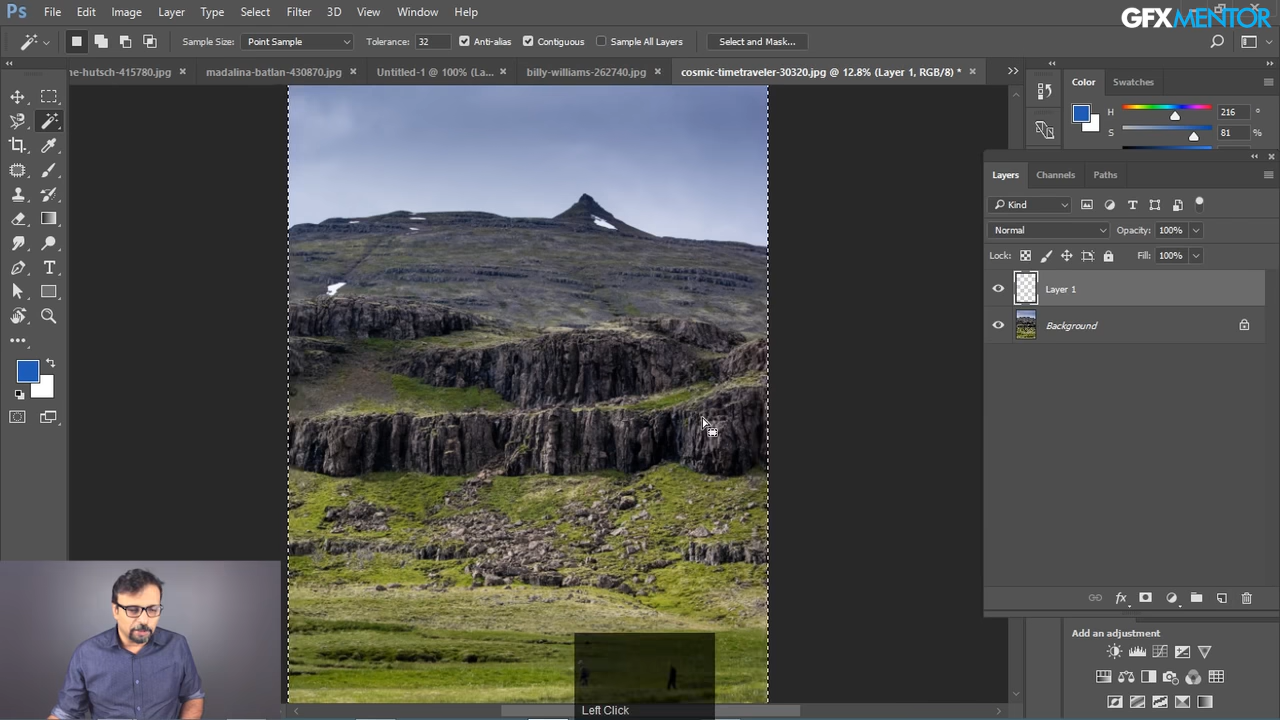 Ps File Edit Image Layer Type Select Filter 3D View Window Help
GFXMENTOR
Sample Size: Point Sample Tolerance: 32 Anti-alias Contiguous Sample All Layers Select and Mask...
ne-hutsch-415780.jpg × madalina-batlan-430870.jpg × Untitled-1 @ 100% (La... × billy-williams-262740.jpg × cosmic-timetraveler-30320.jpg @ 12.8% (Layer 1, RGB/8) * ×
Color Swatches
H 216 °
S 81 %
Layers Channels Paths
Kind
Normal Opacity: 100%
Lock: Fill: 100%
Layer 1
Background
Add an adjustment
Left Click